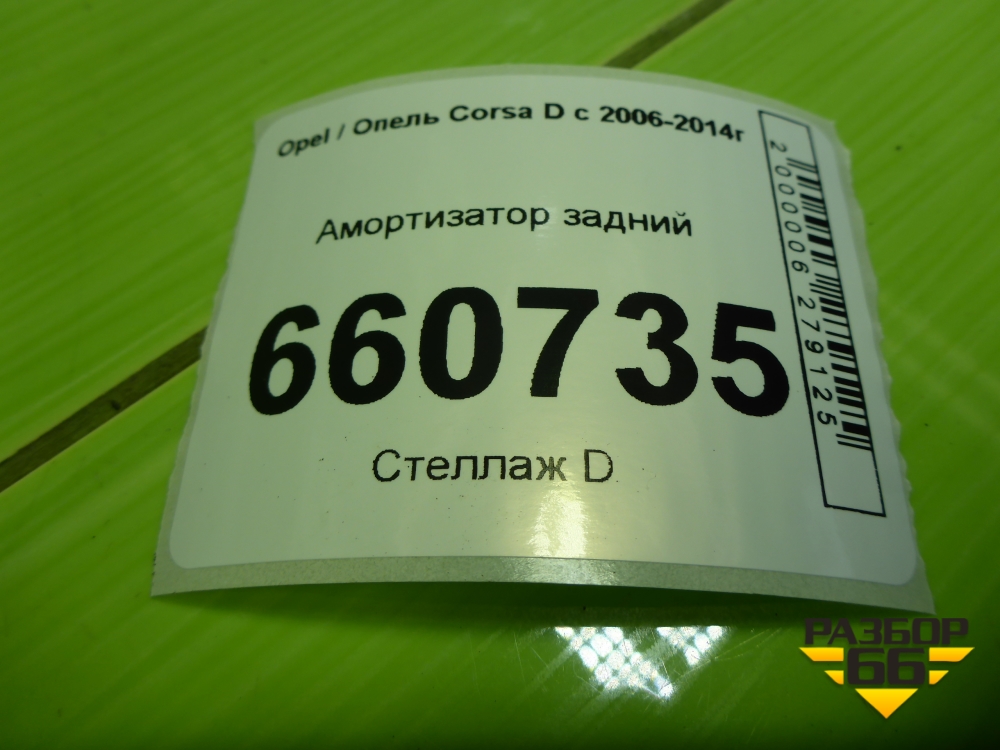 Opel / Опель Corsa D с 2006-2014г
Амортизатор задний
660735
Стеллаж D
2000006279125
РАЗБОР
66